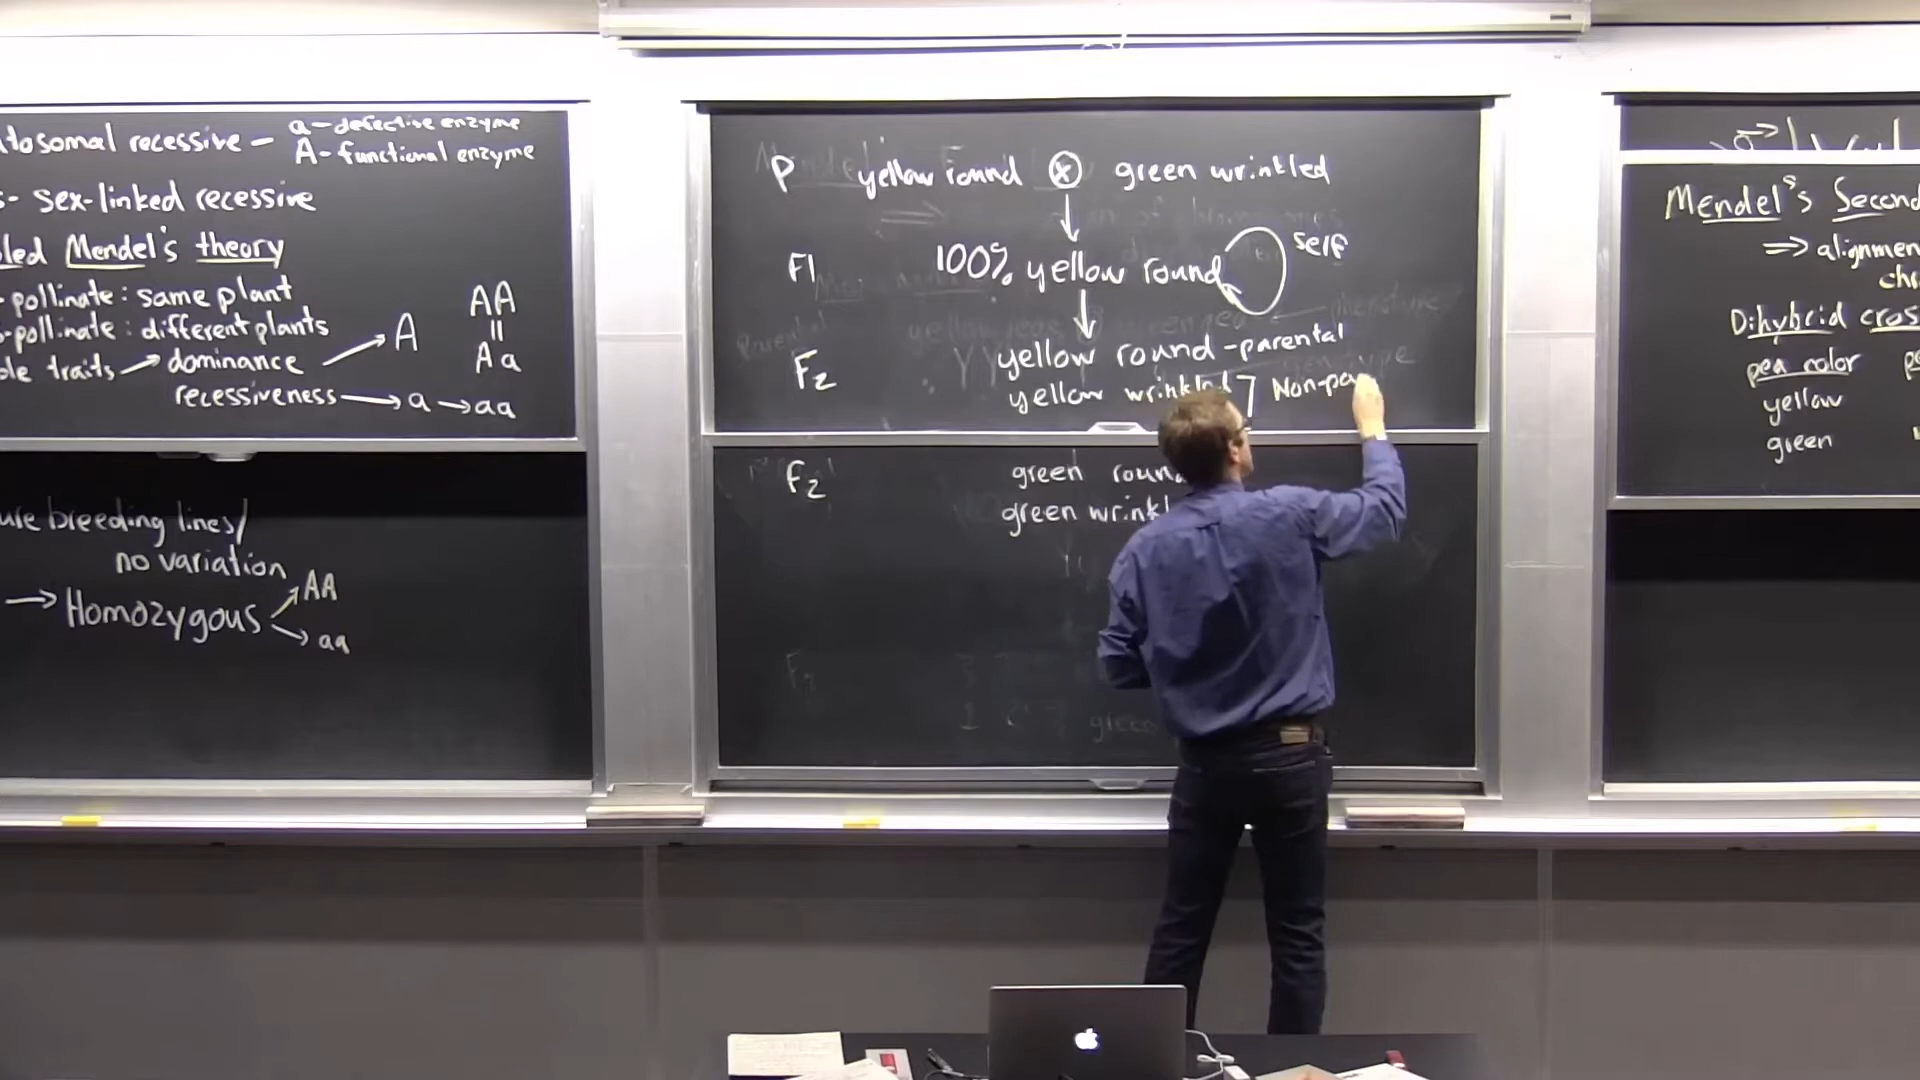 tosomal recessive – a – defective enzyme
A – functional enzyme
- sex-linked recessive
led Mendel's theory
- pollinate: same plant
- pollinate: different plants
traits → dominance → A
recessiveness → a → aa
AA
=
Aa
breeding lines/
no variation
→ Homozygous → AA
→ aa
P yellow round ⊗ green wrinkled
↓
F1 100% yellow round self
↓
F2 yellow round - parental
yellow wrinkled ] Non-pa
F2 green round
green wrinkl
Mendel's Second
⇒ alignmen
ch
Dihybrid cross
pea color
yellow
green